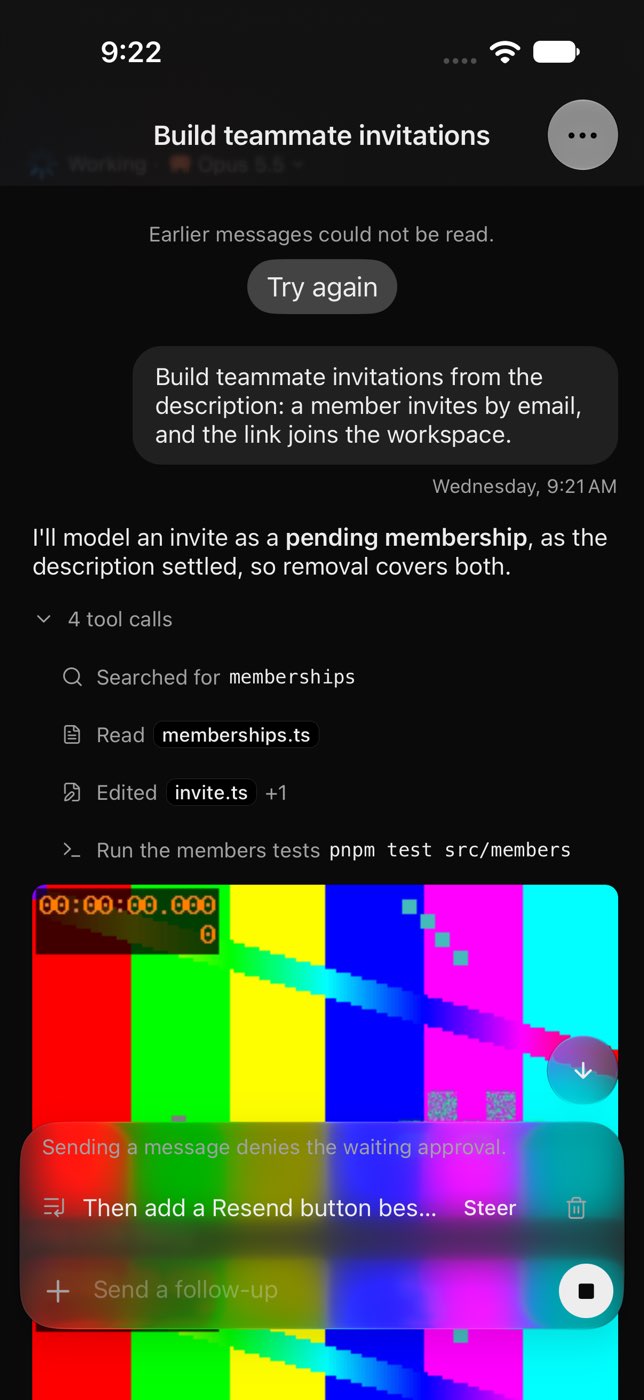 9:22
Build teammate invitations
Working · Opus 5.5
Earlier messages could not be read.
Try again
Build teammate invitations from the
description: a member invites by email,
and the link joins the workspace.
Wednesday, 9:21 AM
I'll model an invite as a pending membership, as the
description settled, so removal covers both.
4 tool calls
Searched for memberships
Read memberships.ts
Edited invite.ts +1
Run the members tests pnpm test src/members
00:00:00.000
0
Sending a message denies the waiting approval.
Then add a Resend button bes... Steer
Send a follow-up